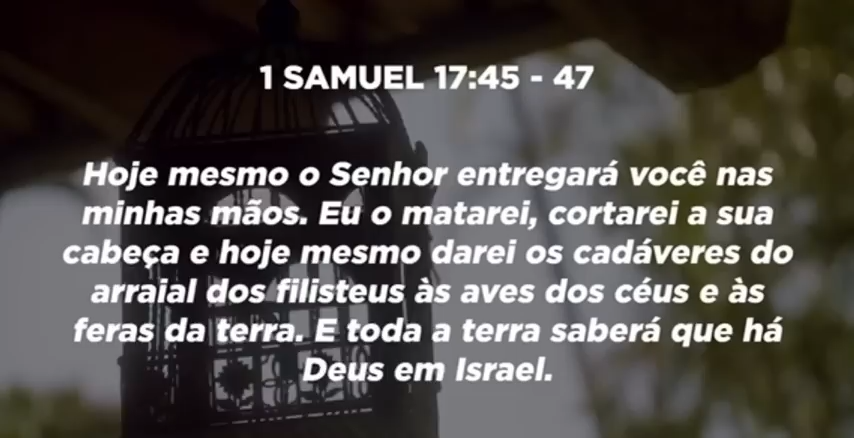 1 SAMUEL 17:45 - 47
Hoje mesmo o Senhor entregará você nas
minhas mãos. Eu o matarei, cortarei a sua
cabeça e hoje mesmo darei os cadáveres do
arraial dos filisteus às aves dos céus e às
feras da terra. E toda a terra saberá que há
Deus em Israel.